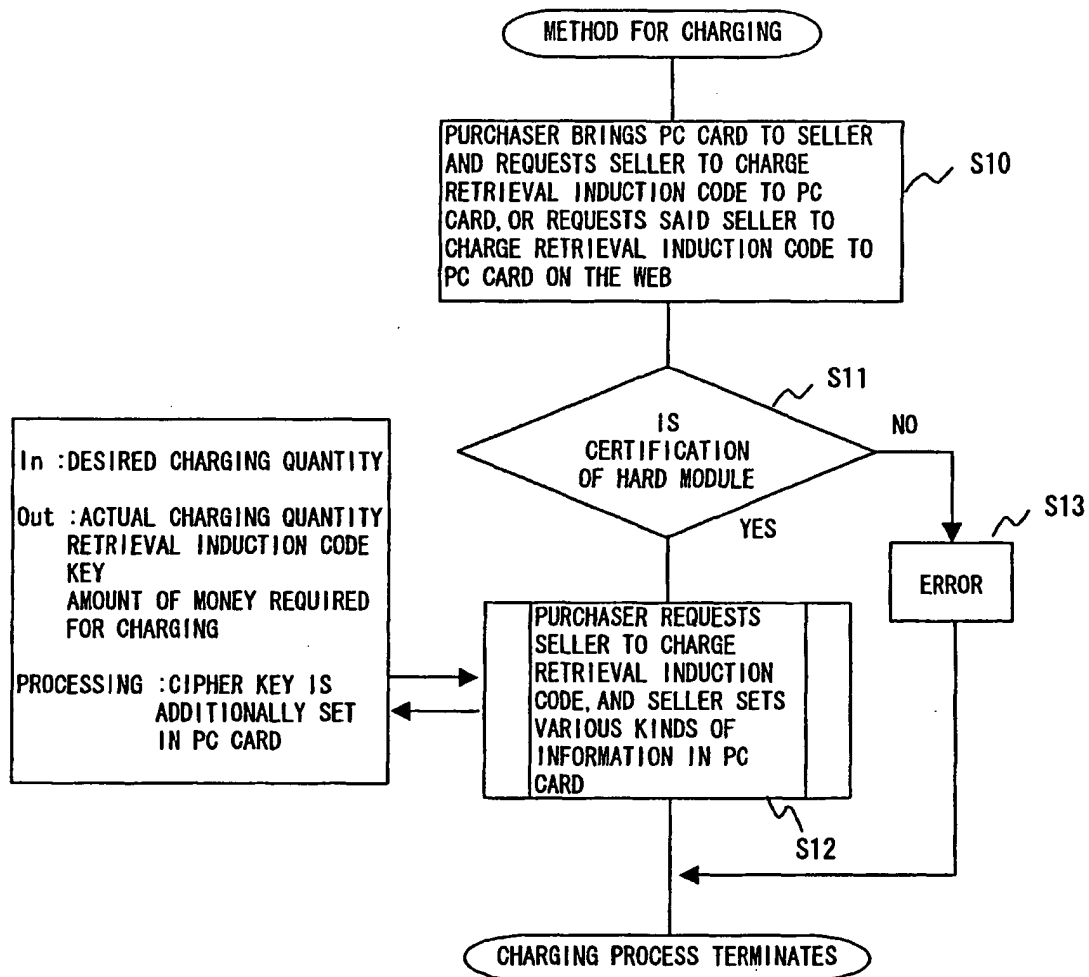 METHOD FOR CHARGING
PURCHASER BRINGS PC CARD TO SELLER
AND REQUESTS SELLER TO CHARGE
RETRIEVAL INDUCTION CODE TO PC
CARD, OR REQUESTS SAID SELLER TO
CHARGE RETRIEVAL INDUCTION CODE TO
PC CARD ON THE WEB
S10
S11
IS
CERTIFICATION
OF HARD MODULE
NO
YES
S13
ERROR
In :DESIRED CHARGING QUANTITY
Out :ACTUAL CHARGING QUANTITY
RETRIEVAL INDUCTION CODE
KEY
AMOUNT OF MONEY REQUIRED
FOR CHARGING
PROCESSING :CIPHER KEY IS
ADDITIONALLY SET
IN PC CARD
PURCHASER REQUESTS
SELLER TO CHARGE
RETRIEVAL INDUCTION
CODE, AND SELLER SETS
VARIOUS KINDS OF
INFORMATION IN PC
CARD
S12
CHARGING PROCESS TERMINATES